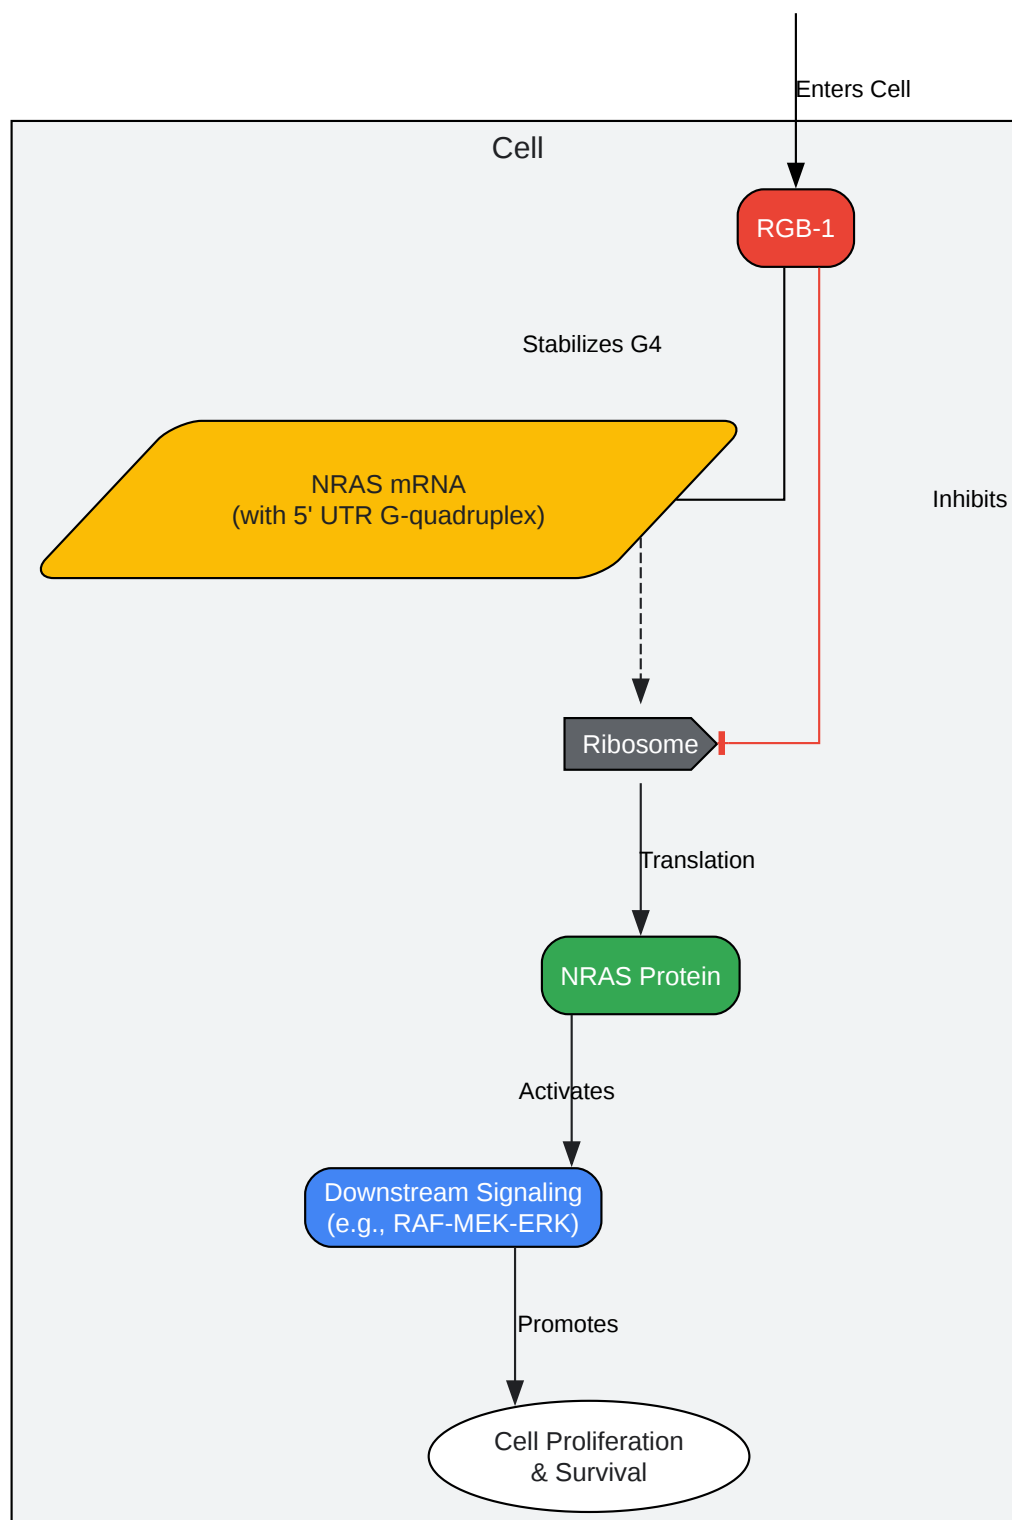 Enters Cell
Cell
RGB-1
Stabilizes G4
NRAS mRNA
(with 5' UTR G-quadruplex)
Inhibits
Ribosome
Translation
NRAS Protein
Activates
Downstream Signaling
(e.g., RAF-MEK-ERK)
Promotes
Cell Proliferation
& Survival